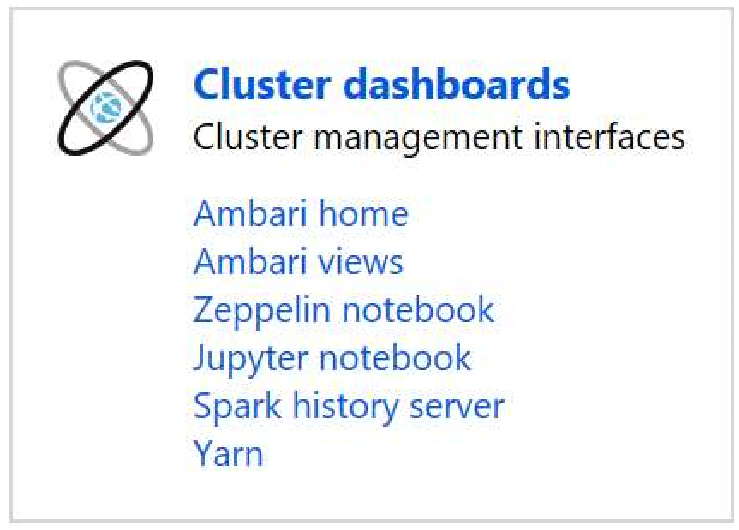 Cluster dashboards
Cluster management interfaces
Ambari home
Ambari views
Zeppelin notebook
Jupyter notebook
Spark history server
Yarn